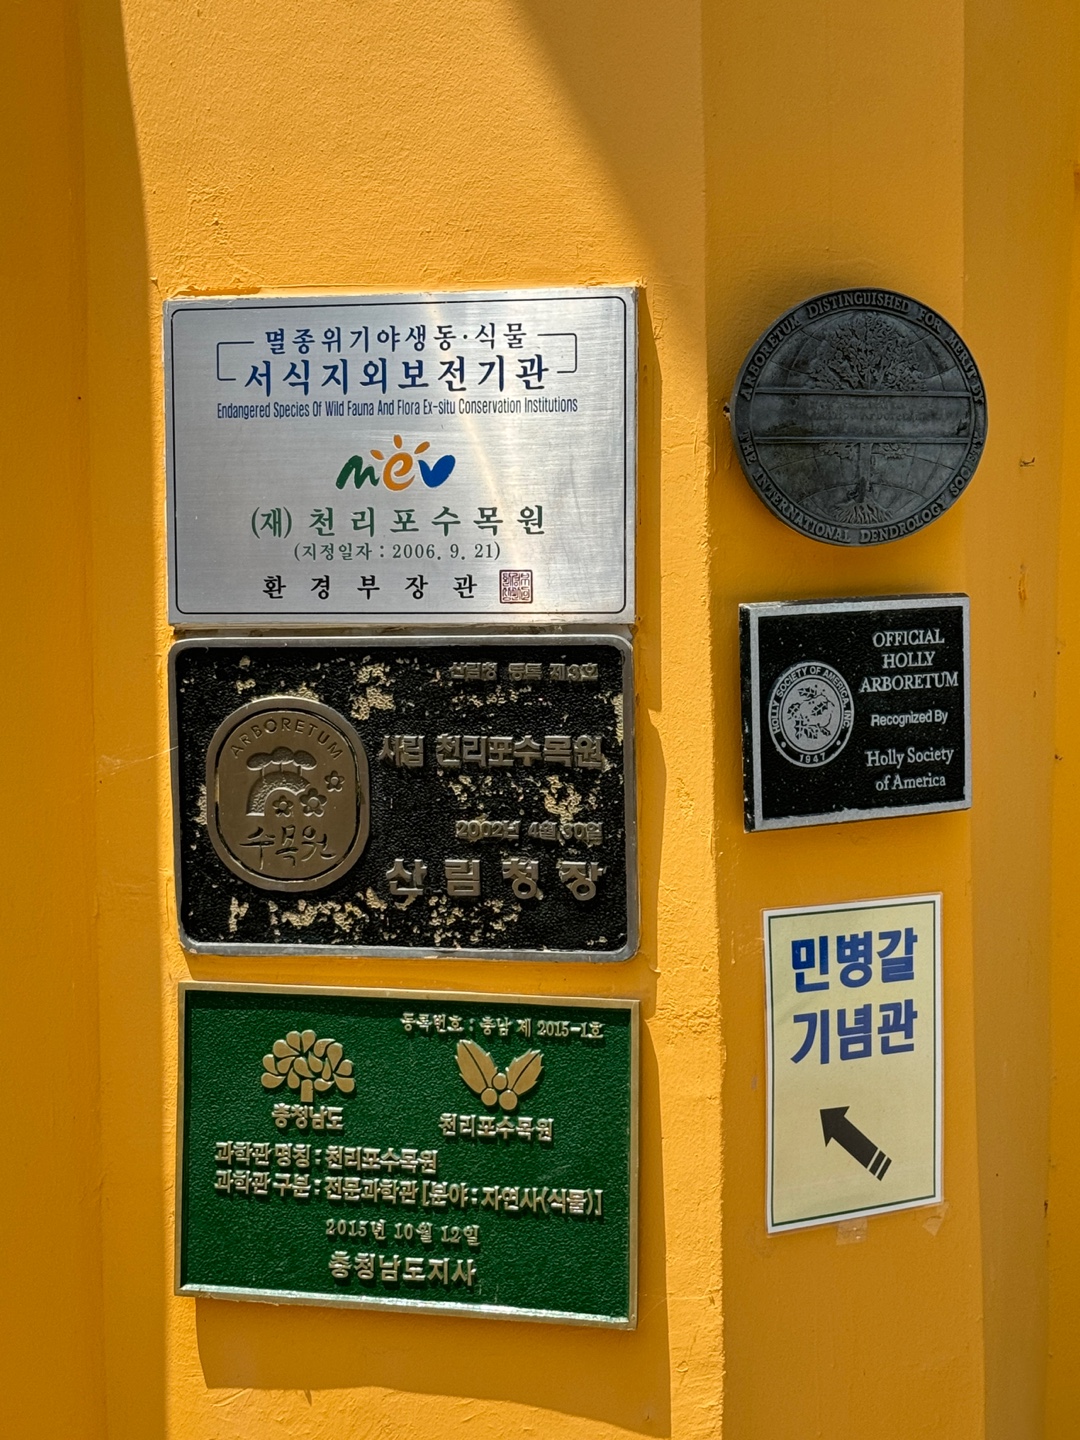 멸종위기야생동·식물
서식지외보전기관
Endangered Species Of Wild Fauna And Flora Ex-situ Conservation Institutions
mev
(재) 천리포수목원
(지정일자 : 2006. 9. 21)
환경부장관
산림청 등록 제9호
ARBORETUM
수목원
사립 천리포수목원
2002년 4월 30일
산림청장
등록번호 : 충남 제 2015-1호
충청남도
천리포수목원
과학관 명칭 : 천리포수목원
과학관 구분 : 전문과학관 [분야 : 자연사(식물)]
2015년 10월 12일
충청남도지사
ARBORETUM DISTINGUISHED FOR MERIT BY
THE INTERNATIONAL DENDROLOGY SOCIETY
OFFICIAL
HOLLY
ARBORETUM
Recognized By
Holly Society
of America
HOLLY SOCIETY OF AMERICA, INC.
1947
민병갈
기념관